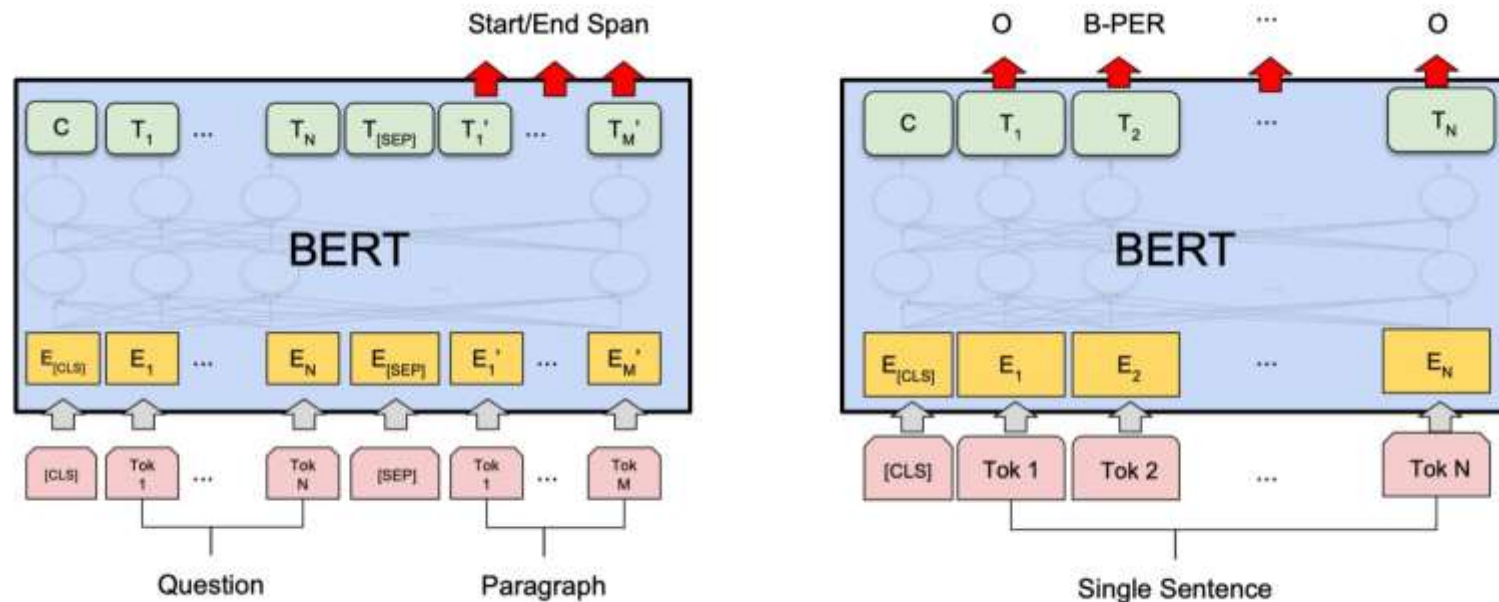 Start/End Span
C T1 ... TN T[SEP] T1' ... TM'
BERT
E[CLS] E1 ... EN E[SEP] E1' ... EM'
[CLS] Tok 1 ... Tok N [SEP] Tok 1 ... Tok M
Question Paragraph
O B-PER ... O
C T1 T2 ... TN
BERT
E[CLS] E1 E2 ... EN
[CLS] Tok 1 Tok 2 ... Tok N
Single Sentence